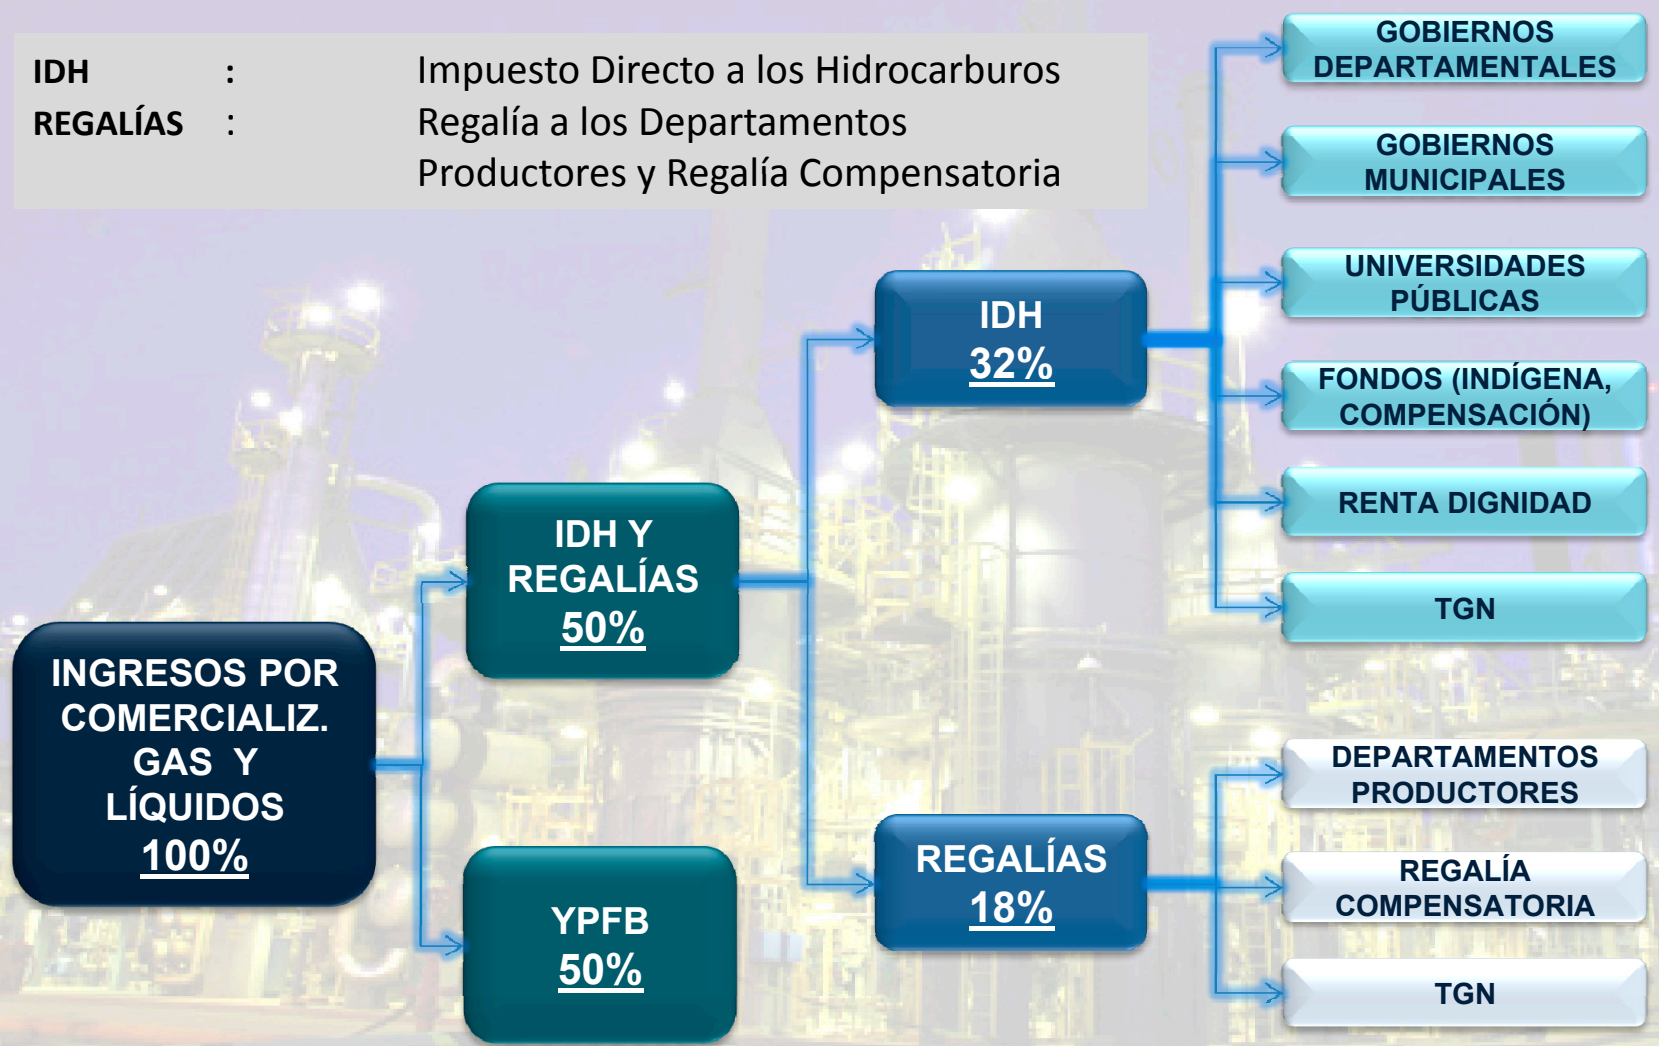 IDH : Impuesto Directo a los Hidrocarburos
REGALÍAS : Regalía a los Departamentos
Productores y Regalía Compensatoria
INGRESOS POR
COMERCIALIZ.
GAS Y
LÍQUIDOS
100%
IDH Y
REGALÍAS
50%
YPFB
50%
IDH
32%
REGALÍAS
18%
GOBIERNOS
DEPARTAMENTALES
GOBIERNOS
MUNICIPALES
UNIVERSIDADES
PÚBLICAS
FONDOS (INDÍGENA,
COMPENSACIÓN)
RENTA DIGNIDAD
TGN
DEPARTAMENTOS
PRODUCTORES
REGALÍA
COMPENSATORIA
TGN